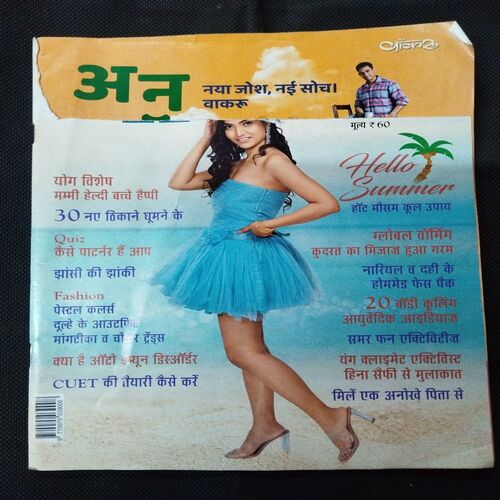 वॉकरू
अनॅ
नया जोश, नई सोच।
वाकरू
मूल्य ₹ 60
Hello
Summer
हॉट मौसम कूल उपाय
योग विशेष
मम्मी हेल्दी बच्चे हैप्पी
30 नए ठिकाने घूमने के
Quiz
कैसे पार्टनर हैं आप
झांसी की झांकी
Fashion
पेस्टल कलर्स
दूल्हे के आउटफिट
मांगटीका व चोकर ट्रेंड्स
क्या है ऑटो इम्यून डिसऑर्डर
CUET की तैयारी कैसे करें
ग्लोबल वॉर्मिंग
कुदरत का मिजाज हुआ गरम
नारियल व दही के
होममेड फेस पैक
20 बॉडी कूलिंग
आयुर्वेदिक आइडियाज
समर फन एक्टिविटीज
यंग क्लाइमेट एक्टिविस्ट
हिना सैफी से मुलाकात
मिलें एक अनोखे पिता से